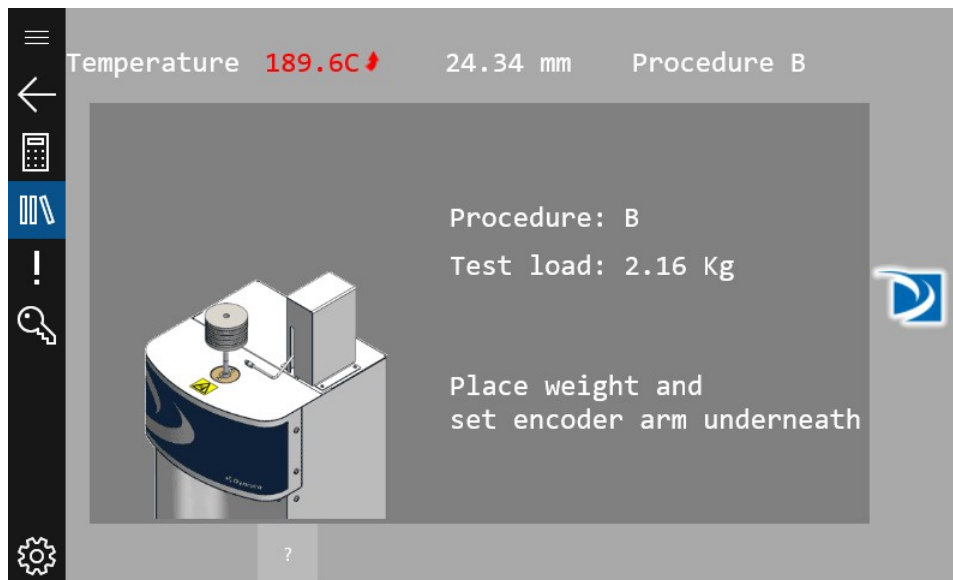 Temperature 189.6C 24.34 mm Procedure B
Procedure: B
Test load: 2.16 Kg
Place weight and
set encoder arm underneath
Dynisco
?